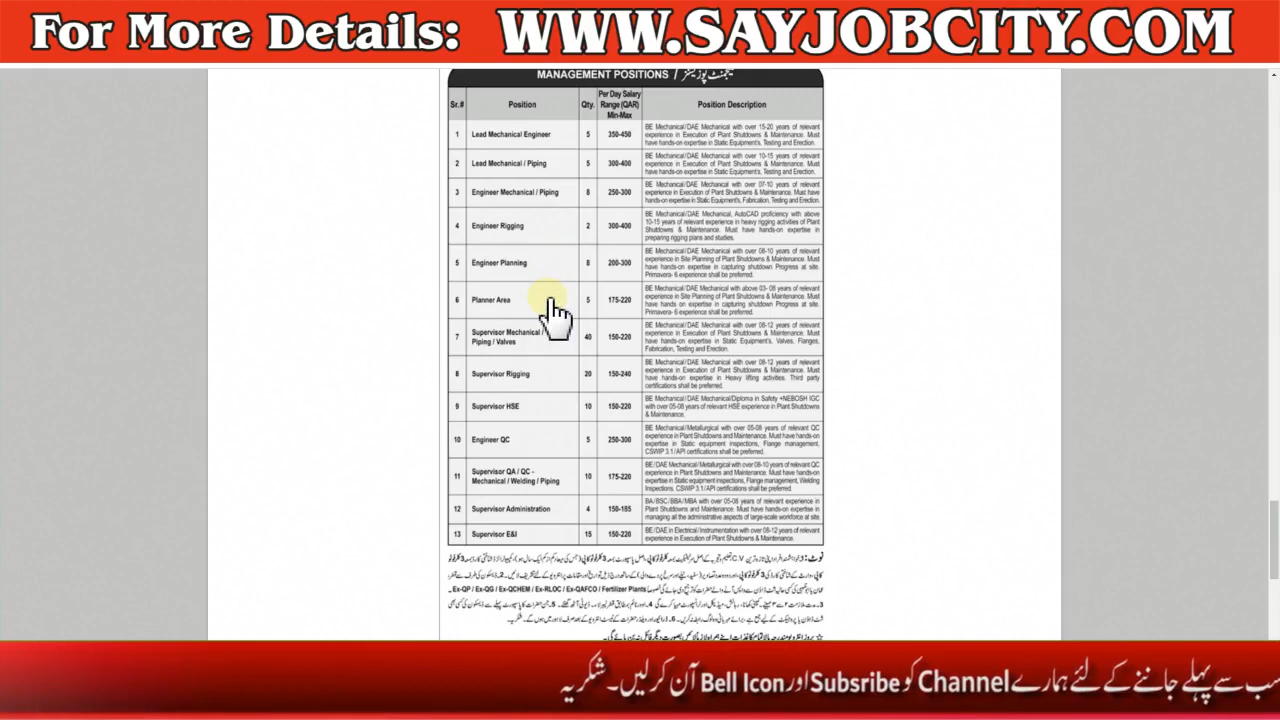 For More Details: WWW.SAYJOBCITY.COM
MANAGEMENT POSITIONS / مینجمنٹ پوزیشنز
Sr.# Position Qty. Per Day Salary Range (QAR) Min-Max Position Description
1 Lead Mechanical Engineer 5 350-450 BE Mechanical/DAE Mechanical with over 15-20 years of relevant
experience in Execution of Plant Shutdowns & Maintenance. Must
have hands-on expertise in Static Equipment's, Testing and Erection.
2 Lead Mechanical / Piping 5 300-400 BE Mechanical/DAE Mechanical with over 10-15 years of relevant
experience in Execution of Plant Shutdowns & Maintenance. Must
have hands-on expertise in Static Equipment's, Testing and Erection.
3 Engineer Mechanical / Piping 8 250-300 BE Mechanical/DAE Mechanical with over 07-10 years of relevant
experience in Execution of Plant Shutdowns & Maintenance. Must have
hands-on expertise in Static Equipment's, Fabrication, Testing and Erection.
4 Engineer Rigging 2 300-400 BE Mechanical/DAE Mechanical, AutoCAD proficiency with above
10-15 years of relevant experience in heavy rigging activities of Plant
Shutdowns & Maintenance. Must have hands-on expertise in
preparing rigging plans and studies.
5 Engineer Planning 8 200-300 BE Mechanical/DAE Mechanical with over 08-10 years of relevant
experience in Site Planning of Plant Shutdowns & Maintenance. Must
have hands-on expertise in capturing shutdown Progress at site.
Primavera- 6 experience shall be preferred.
6 Planner Area 5 175-220 BE Mechanical/DAE Mechanical with above 03- 08 years of relevant
experience in Site Planning of Plant Shutdowns & Maintenance. Must
have hands on expertise in capturing shutdown Progress at site.
Primavera- 6 experience shall be preferred.
7 Supervisor Mechanical / Piping / Valves 40 150-220 BE Mechanical/DAE Mechanical with over 08-12 years of relevant
experience in Execution of Plant Shutdowns & Maintenance. Must
have hands-on expertise in Static Equipment's, Valves, Flanges,
Fabrication, Testing and Erection.
8 Supervisor Rigging 20 150-240 BE Mechanical/DAE Mechanical with over 08-12 years of relevant
experience in Execution of Plant Shutdowns & Maintenance. Must
have hands-on expertise in Heavy lifting activities. Third party
certifications shall be preferred.
9 Supervisor HSE 10 150-220 BE Mechanical/DAE Mechanical/Diploma in Safety +NEBOSH IGC
with over 05-08 years of relevant HSE experience in Plant Shutdowns
& Maintenance.
10 Engineer QC 5 250-300 BE Mechanical/Metallurgical with over 05-08 years of relevant QC
experience in Plant Shutdowns and Maintenance. Must have hands-on
expertise in Static equipment inspections, Flange management.
CSWIP 3.1/API certifications shall be preferred.
11 Supervisor QA / QC - Mechanical / Welding / Piping 10 175-220 BE/DAE Mechanical/Metallurgical with over 08-10 years of relevant QC
experience in Plant Shutdowns and Maintenance. Must have hands-on
expertise in Static equipment inspections, Flange management, Welding
Inspections. CSWIP 3.1/API certifications shall be preferred.
12 Supervisor Administration 4 150-185 BA/BSC/BBA/MBA with over 05-08 years of relevant experience in
Plant Shutdowns and Maintenance. Must have hands-on expertise in
managing all the administrative aspects of large-scale workforce at site.
13 Supervisor E&I 15 150-220 BE/DAE in Electrical/Instrumentation with over 08-12 years of relevant
experience in Execution of Plant Shutdowns & Maintenance.
نوٹ:
Ex-QP / Ex-QG / Ex-QCHEM / Ex-RLOC / Ex-QAFCO / Fertilizer Plants
سب سے پہلے جاننے کے لئے ہمارے Channel کو Subsribe اور Bell Icon آن کرلیں۔ شکریہ